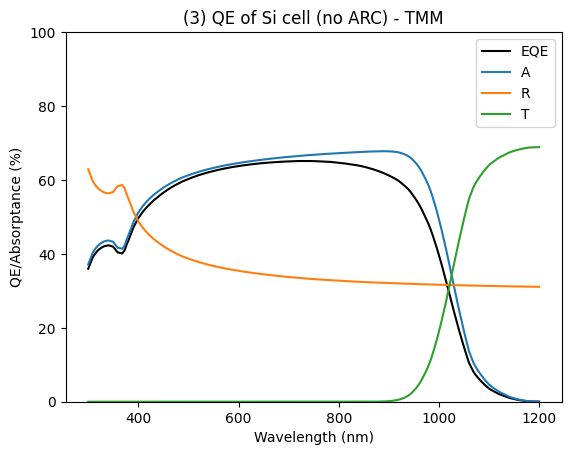 (3) QE of Si cell (no ARC) - TMM
100
80
60
40
20
0
QE/Absorptance (%)
EQE
A
R
T
400
600
800
1000
1200
Wavelength (nm)